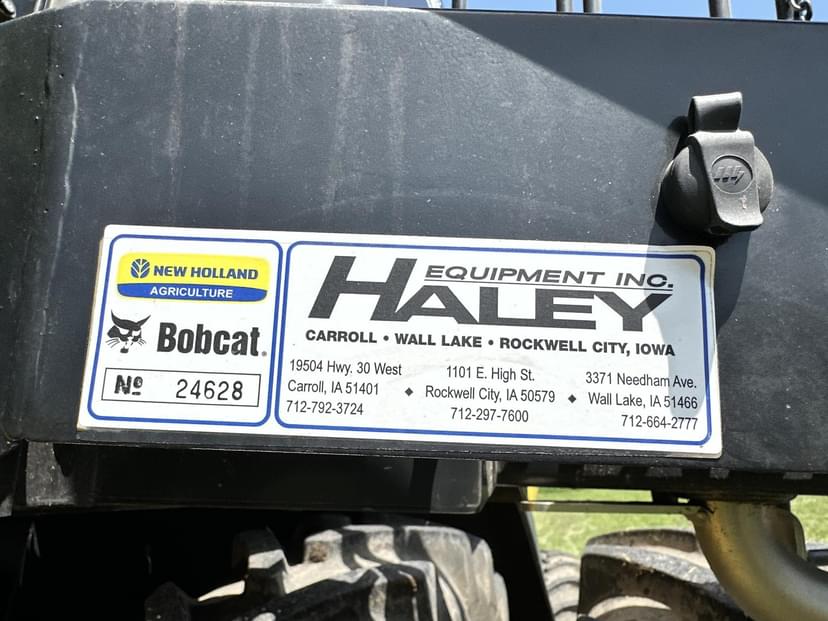 NEW HOLLAND
AGRICULTURE
Bobcat.
Nº 24628
HALEY
EQUIPMENT INC.
CARROLL • WALL LAKE • ROCKWELL CITY, IOWA
19504 Hwy. 30 West
Carroll, IA 51401
712-792-3724
◆
1101 E. High St.
Rockwell City, IA 50579
712-297-7600
◆
3371 Needham Ave.
Wall Lake, IA 51466
712-664-2777